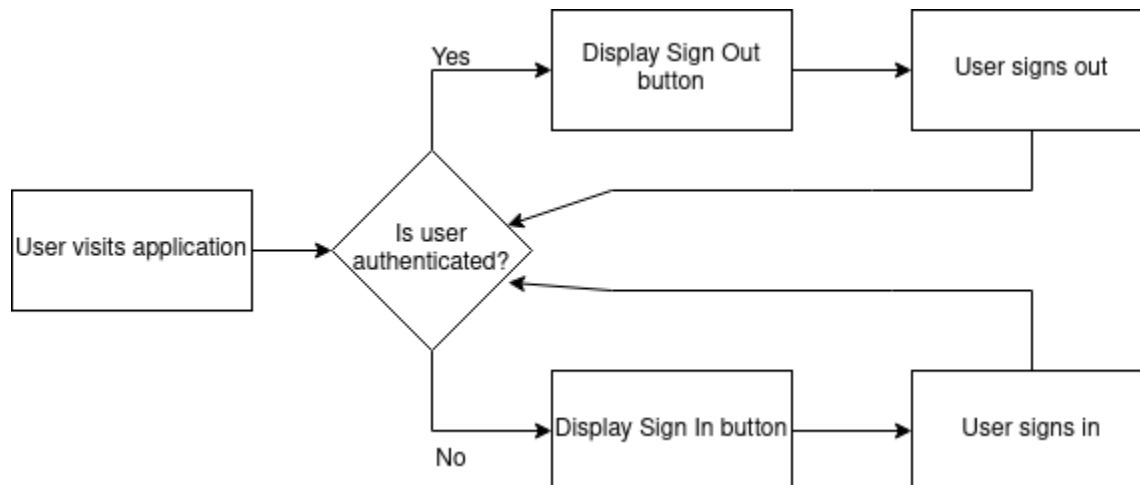 Yes
Display Sign Out
button
User signs out
User visits application
Is user
authenticated?
No
Display Sign In button
User signs in